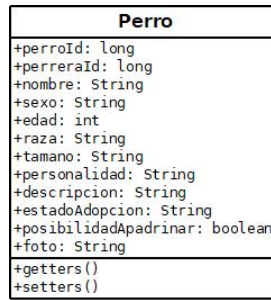 Perro
+perroId: long
+perreraId: long
+nombre: String
+sexo: String
+edad: int
+raza: String
+tamano: String
+personalidad: String
+descripcion: String
+estadoAdopcion: String
+posibilidadApadrinar: boolean
+foto: String
+getters()
+setters()